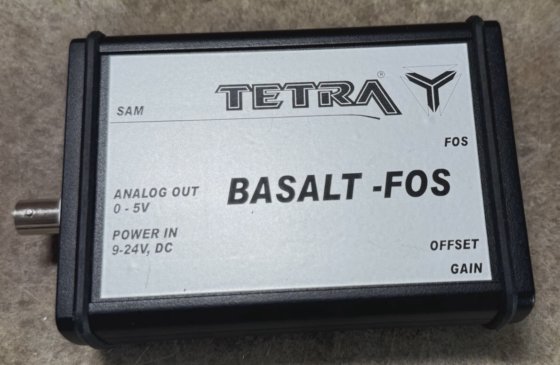 TETRA®
SAM
FOS
BASALT -FOS
ANALOG OUT
0 - 5V
POWER IN
9-24V, DC
OFFSET
GAIN